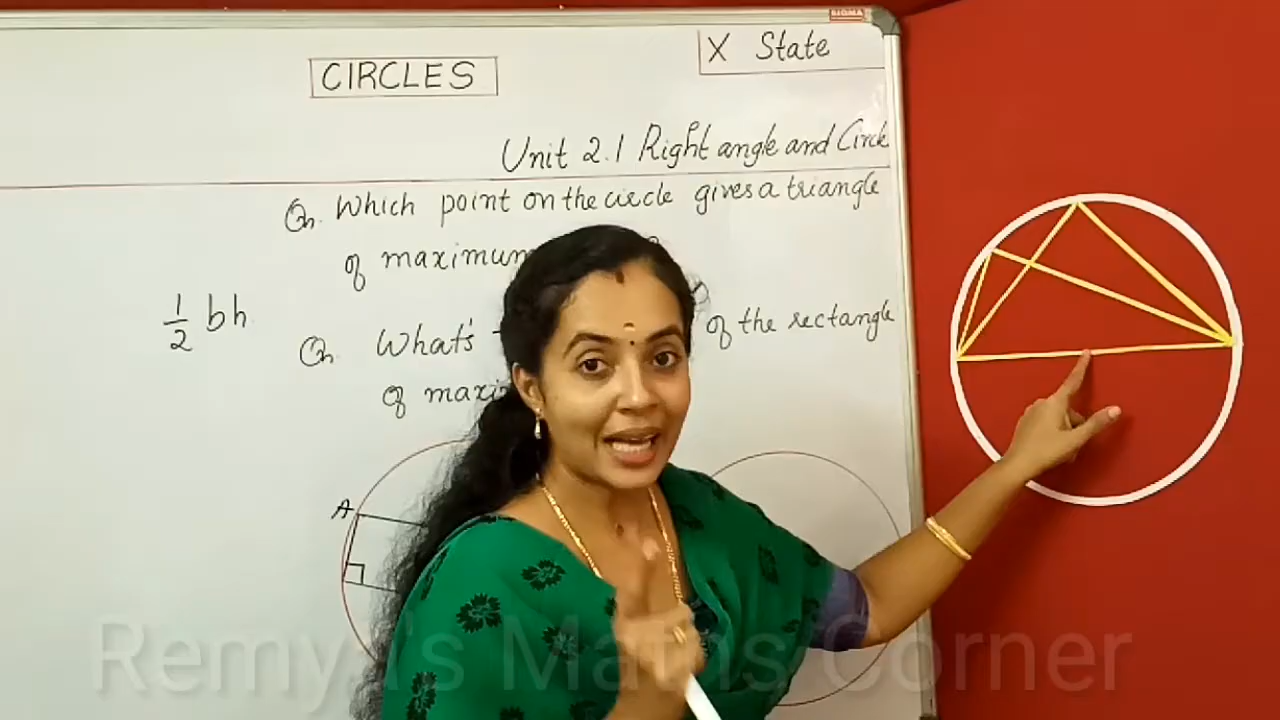 SIGMA
X State
CIRCLES
Unit 2.1 Right angle and Circle
Qn. Which point on the circle gives a triangle
of maximum
1/2 bh
Qn. What's of the rectangle
of maxi
A
Remya's Maths Corner